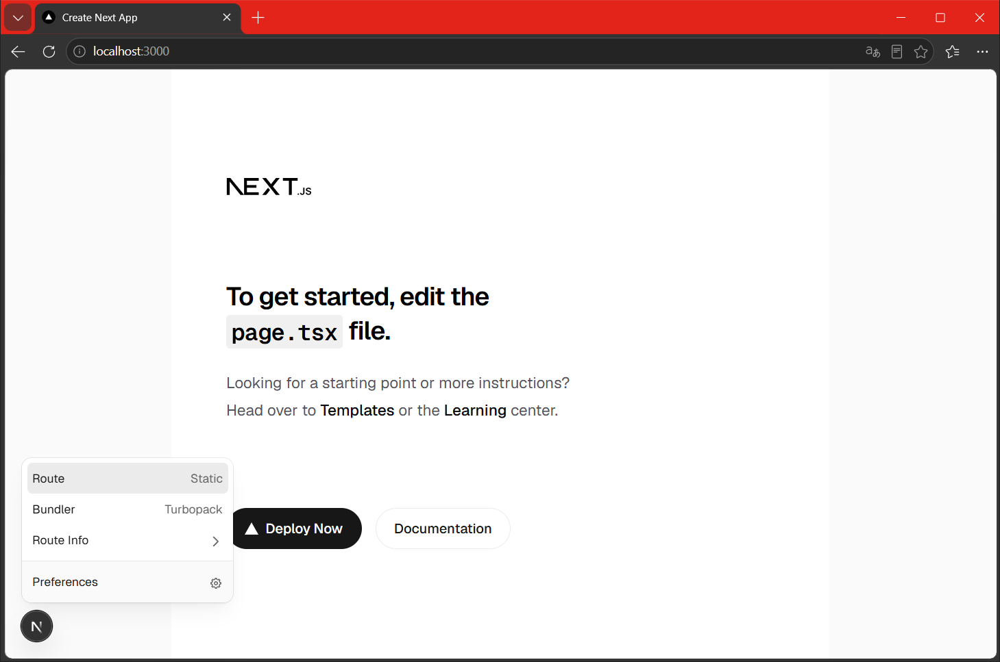 Create Next App
localhost:3000
NEXT.JS
To get started, edit the
page.tsx file.
Looking for a starting point or more instructions?
Head over to Templates or the Learning center.
Deploy Now
Documentation
Route Static
Bundler Turbopack
Route Info
Preferences
N